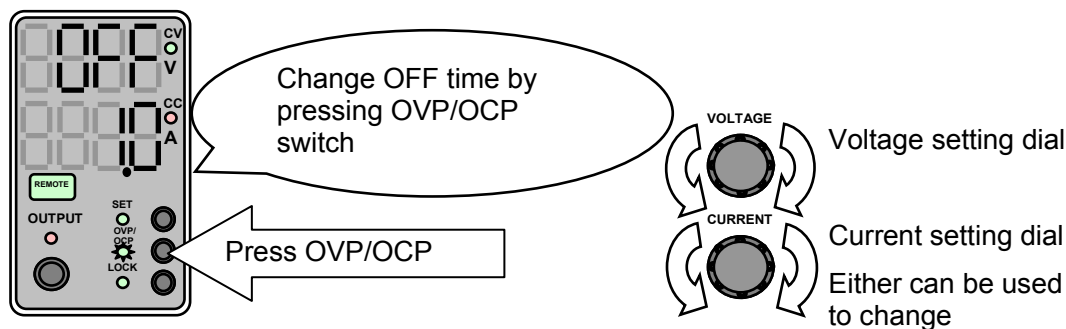 OFF
CV
V
10.
CC
A
REMOTE
OUTPUT
SET
OVP/
OCP
LOCK
Change OFF time by
pressing OVP/OCP
switch
Press OVP/OCP
VOLTAGE
Voltage setting dial
CURRENT
Current setting dial
Either can be used
to change